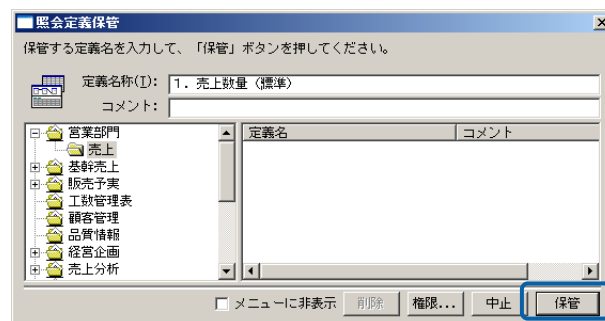 照会定義保管
保管する定義名を入力して、「保管」ボタンを押してください。
定義名称(I): 1. 売上数量（標準）
コメント:
営業部門
売上
基幹売上
販売予実
工数管理表
顧客管理
品質情報
経営企画
売上分析
定義名 コメント
メニューに非表示 削除 権限... 中止 保管